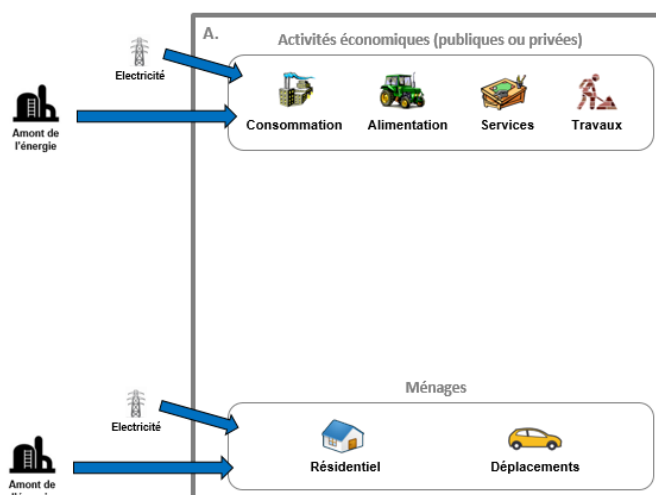 A.
Activités économiques (publiques ou privées)
Electricité
Consommation Alimentation Services Travaux
Amont de
l'énergie
Ménages
Electricité
Résidentiel Déplacements
Amont de
l'énergie